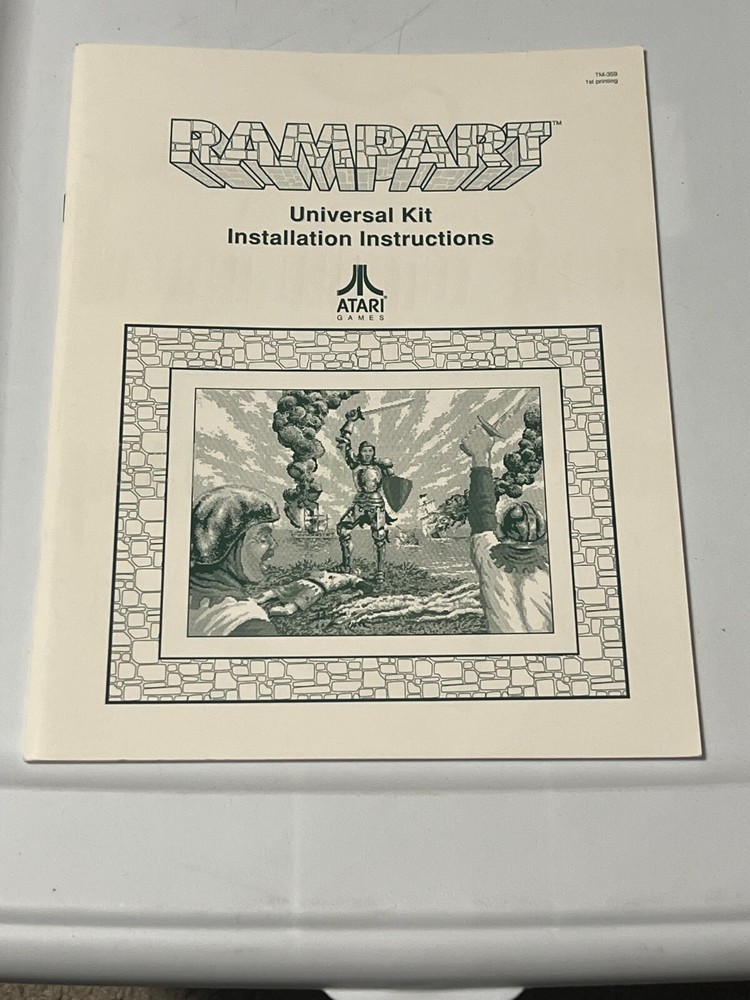 TM-359
1st printing
RAMPART™
Universal Kit
Installation Instructions
ATARI®
GAMES